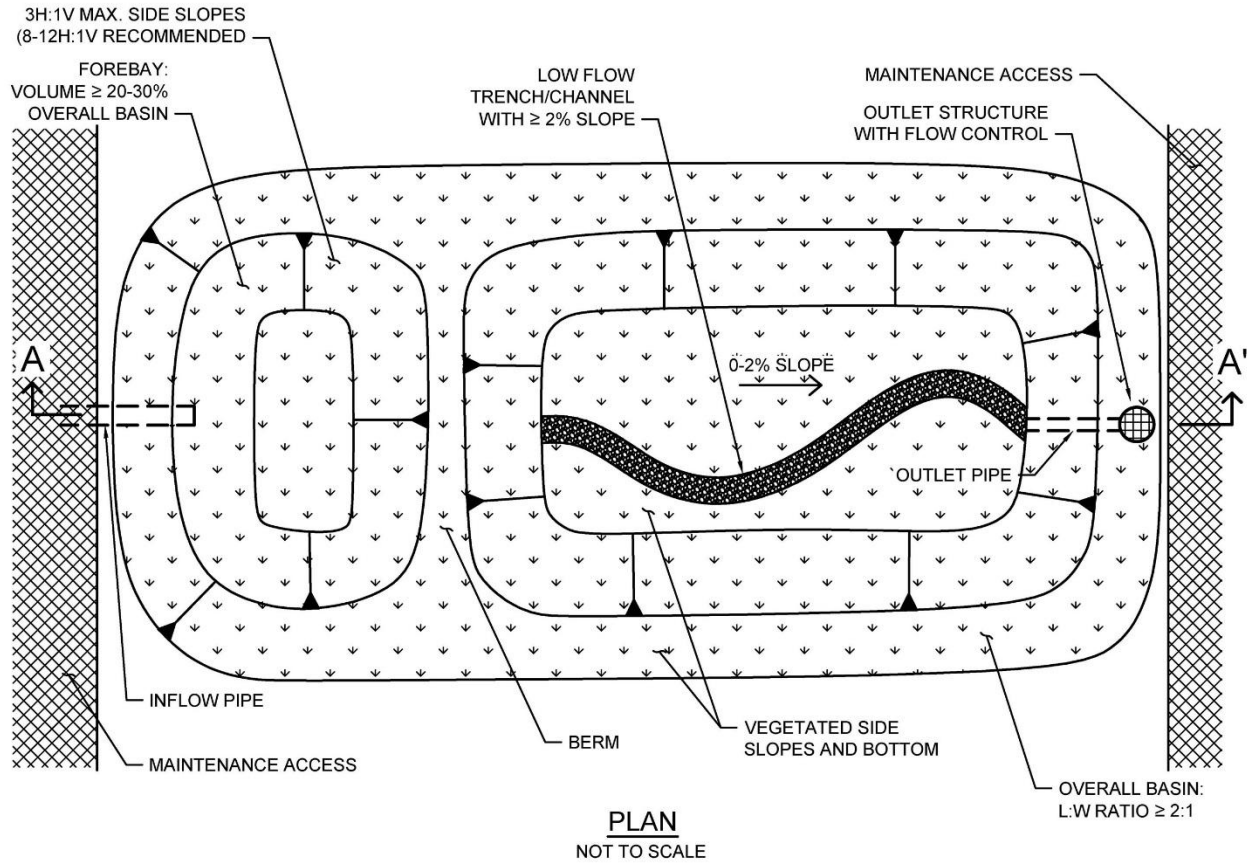 3H:1V MAX. SIDE SLOPES
(8-12H:1V RECOMMENDED
FOREBAY:
VOLUME ≥ 20-30%
OVERALL BASIN
LOW FLOW
TRENCH/CHANNEL
WITH ≥ 2% SLOPE
MAINTENANCE ACCESS
OUTLET STRUCTURE
WITH FLOW CONTROL
A
A'
0-2% SLOPE
OUTLET PIPE
INFLOW PIPE
MAINTENANCE ACCESS
BERM
VEGETATED SIDE
SLOPES AND BOTTOM
OVERALL BASIN:
L:W RATIO ≥ 2:1
PLAN
NOT TO SCALE